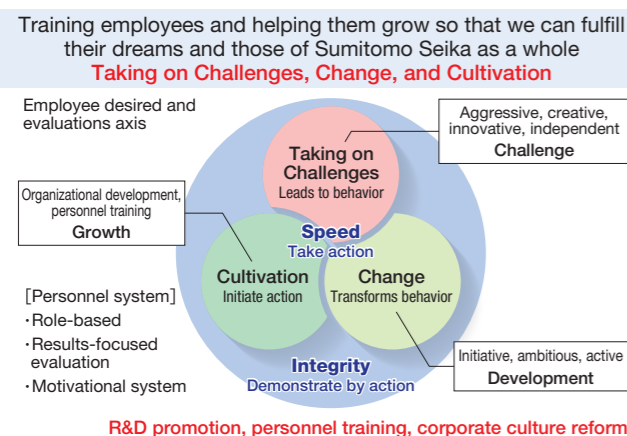 Training employees and helping them grow so that we can fulfill
their dreams and those of Sumitomo Seika as a whole
Taking on Challenges, Change, and Cultivation
Employee desired and
evaluations axis
Aggressive, creative,
innovative, independent
Challenge
Taking on
Challenges
Leads to behavior
Organizational development,
personnel training
Growth
Speed
Take action
Cultivation
Initiate action
Change
Transforms behavior
[Personnel system]
・Role-based
・Results-focused
evaluation
・Motivational system
Initiative, ambitious, active
Development
Integrity
Demonstrate by action
R&D promotion, personnel training, corporate culture reform